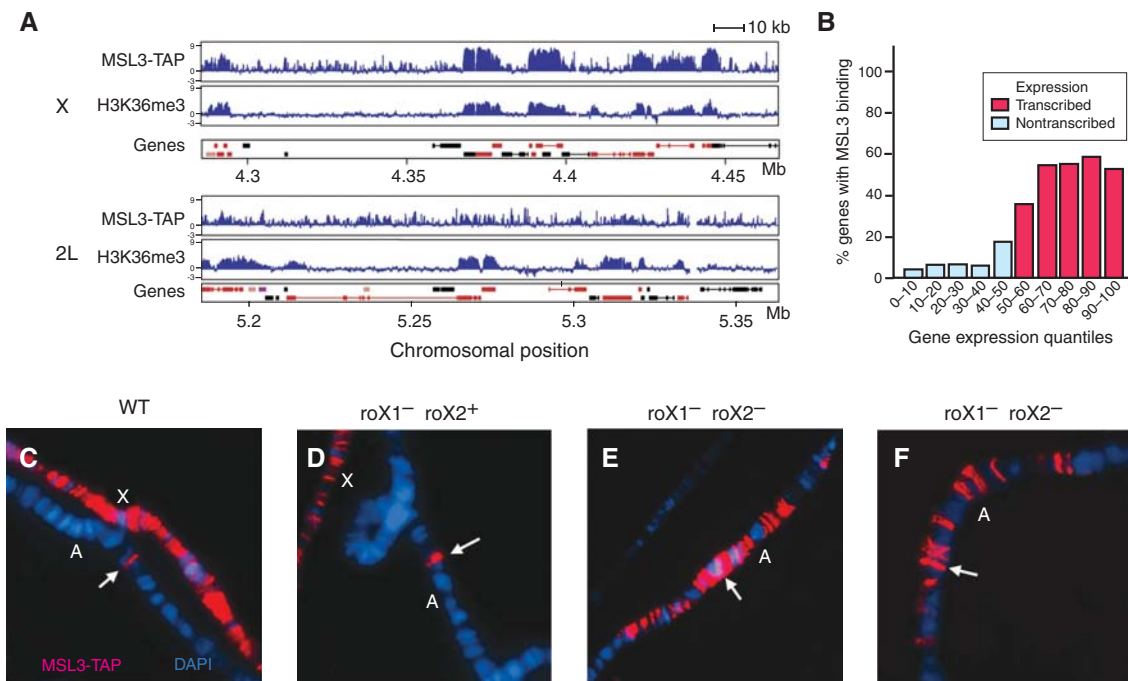 A
10 kb
X
MSL3-TAP
9
0
-3
H3K36me3
9
0
-3
Genes
4.3 4.35 4.4 4.45 Mb
2L
MSL3-TAP
9
0
-3
H3K36me3
9
0
-3
Genes
5.2 5.25 5.3 5.35 Mb
Chromosomal position
B
% genes with MSL3 binding
100
80
60
40
20
0
Expression
Transcribed
Nontranscribed
0–10 10–20 20–30 30–40 40–50 50–60 60–70 70–80 80–90 90–100
Gene expression quantiles
WT
C
X
A
MSL3-TAP DAPI
roX1– roX2+
D
X
A
roX1– roX2–
E
A
roX1– roX2–
F
A